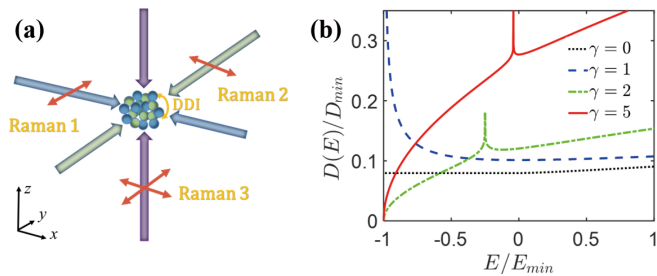 (a)
DDI
Raman 1
Raman 2
Raman 3
z
y
x
(b)
D(E)/D_min
0.3
0.2
0.1
0
-1
-0.5
0
0.5
1
E/E_min
γ = 0
γ = 1
γ = 2
γ = 5